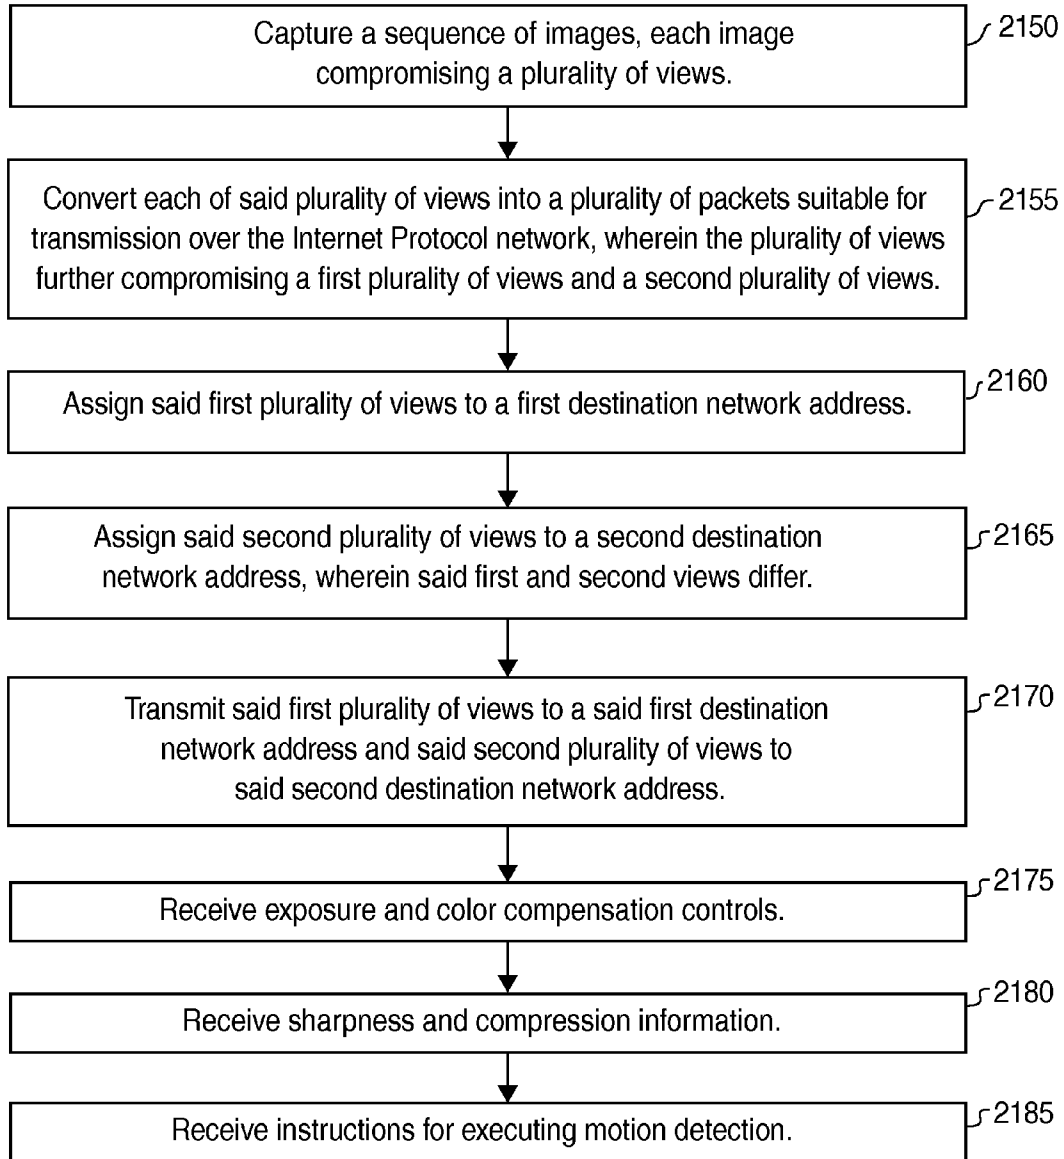 Capture a sequence of images, each image
compromising a plurality of views.
2150
Convert each of said plurality of views into a plurality of packets suitable for
transmission over the Internet Protocol network, wherein the plurality of views
further compromising a first plurality of views and a second plurality of views.
2155
Assign said first plurality of views to a first destination network address.
2160
Assign said second plurality of views to a second destination
network address, wherein said first and second views differ.
2165
Transmit said first plurality of views to a said first destination
network address and said second plurality of views to
said second destination network address.
2170
Receive exposure and color compensation controls.
2175
Receive sharpness and compression information.
2180
Receive instructions for executing motion detection.
2185